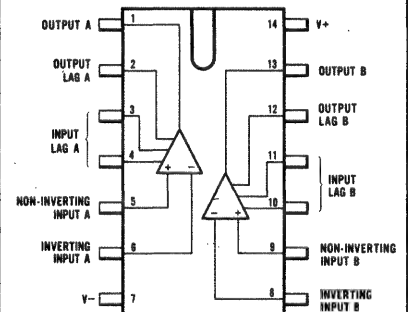 OUTPUT A
1
14
V+
OUTPUT
LAG A
2
13
OUTPUT B
3
12
OUTPUT
LAG B
INPUT
LAG A
4
11
INPUT
LAG B
+ −
10
NON-INVERTING
INPUT A
5
− +
INVERTING
INPUT A
6
9
NON-INVERTING
INPUT B
V−
7
8
INVERTING
INPUT B